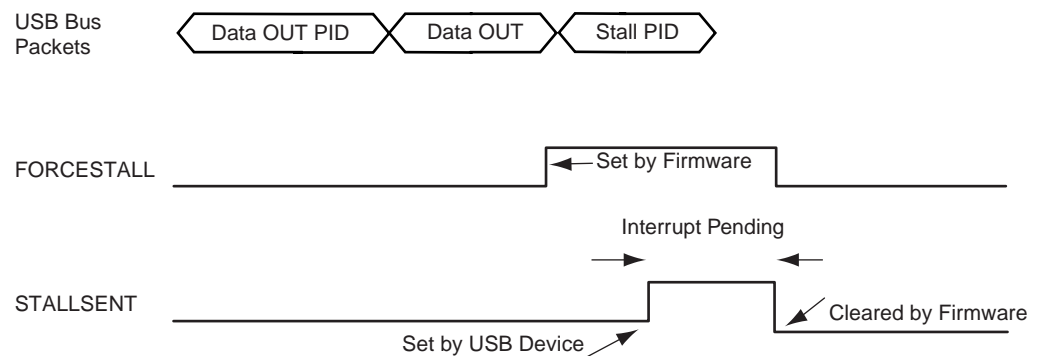 USB Bus
Packets
Data OUT PID
Data OUT
Stall PID
FORCESTALL
Set by Firmware
Interrupt Pending
STALLSENT
Cleared by Firmware
Set by USB Device